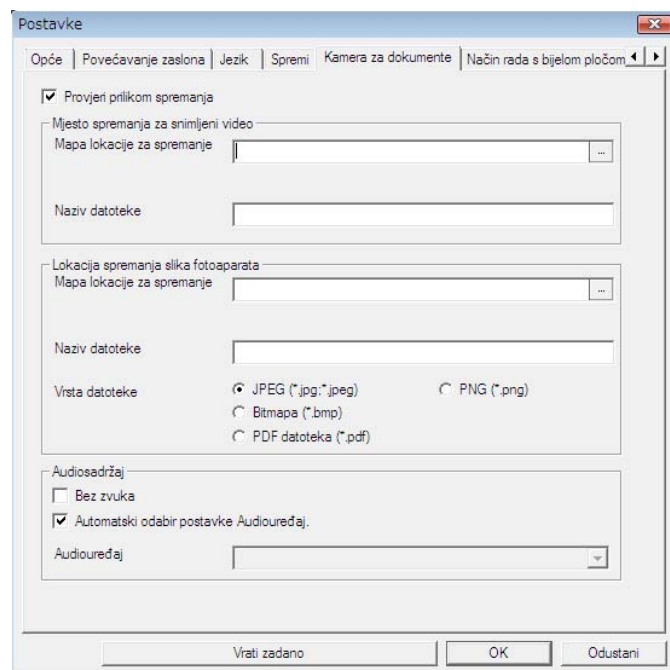 Postavke
Opće Povećavanje zaslona Jezik Spremi Kamera za dokumente Način rada s bijelom pločom
Provjeri prilikom spremanja
Mjesto spremanja za snimljeni video
Mapa lokacije za spremanje ...
Naziv datoteke
Lokacija spremanja slika fotoaparata
Mapa lokacije za spremanje ...
Naziv datoteke
Vrsta datoteke JPEG (*.jpg;*.jpeg) PNG (*.png)
Bitmapa (*.bmp)
PDF datoteka (*.pdf)
Audiosadržaj
Bez zvuka
Automatski odabir postavke Audiouređaj.
Audiouređaj
Vrati zadano OK Odustani